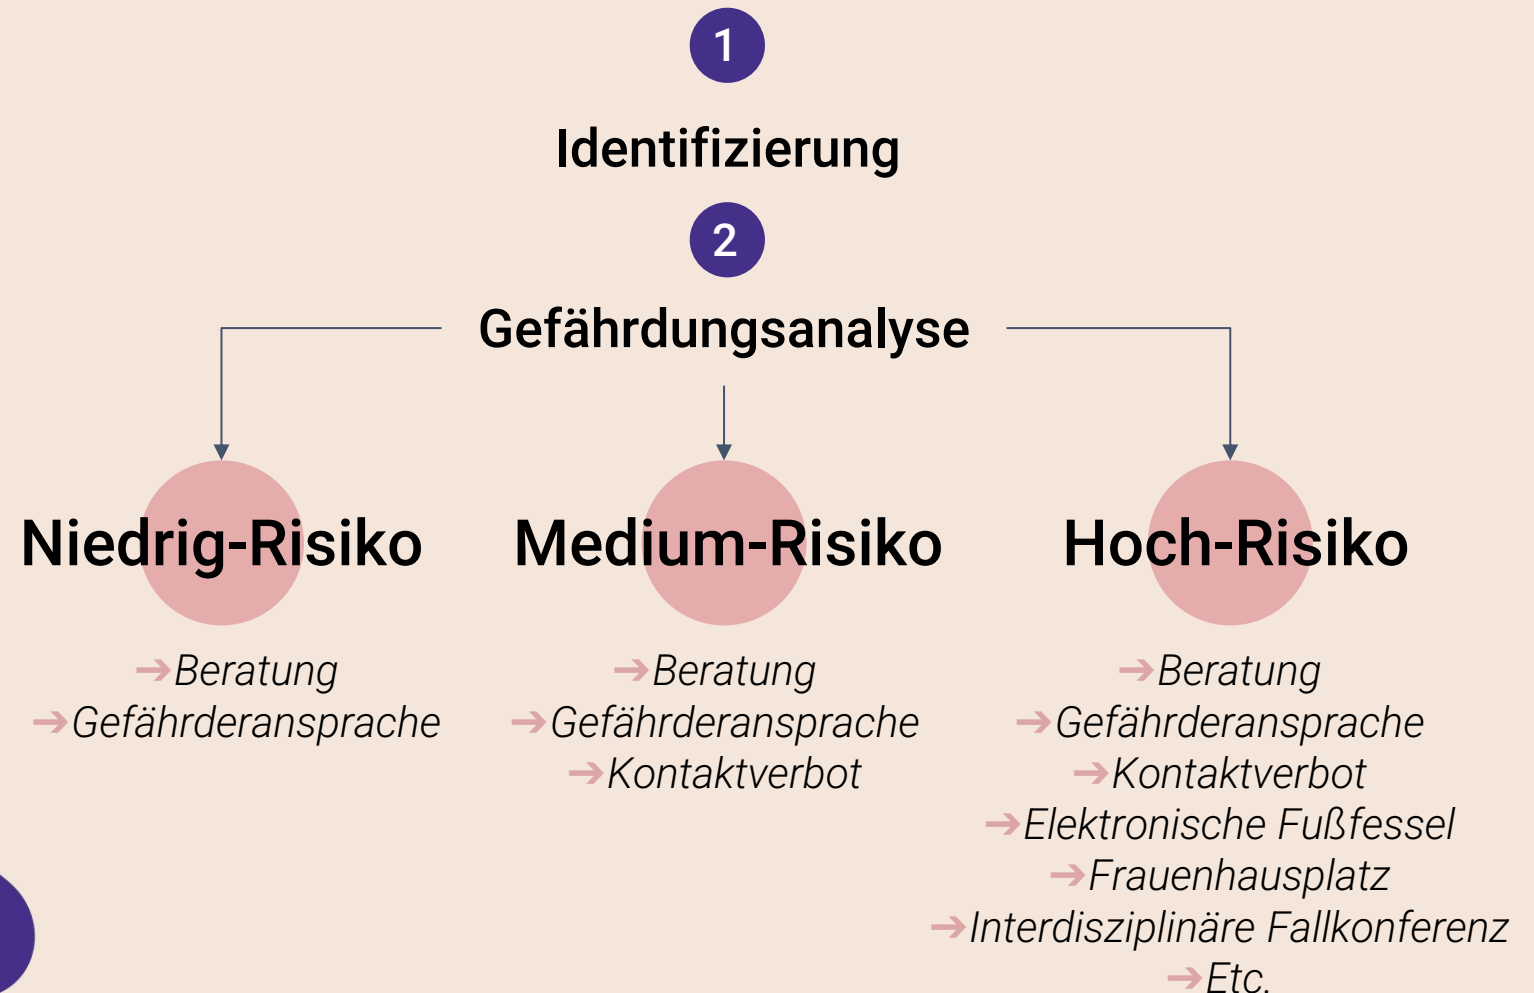 1
Identifizierung
2
Gefährdungsanalyse
Niedrig-Risiko
➔Beratung
➔Gefährderansprache
Medium-Risiko
➔Beratung
➔Gefährderansprache
➔Kontaktverbot
Hoch-Risiko
➔Beratung
➔Gefährderansprache
➔Kontaktverbot
➔Elektronische Fußfessel
➔Frauenhausplatz
➔Interdisziplinäre Fallkonferenz
➔Etc.